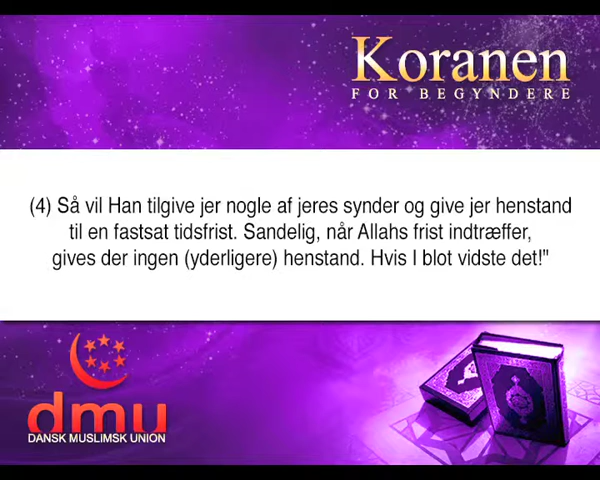 Koranen
FOR BEGYNDERE
(4) Så vil Han tilgive jer nogle af jeres synder og give jer henstand
til en fastsat tidsfrist. Sandelig, når Allahs frist indtræffer,
gives der ingen (yderligere) henstand. Hvis I blot vidste det!"
dmu
DANSK MUSLIMSK UNION